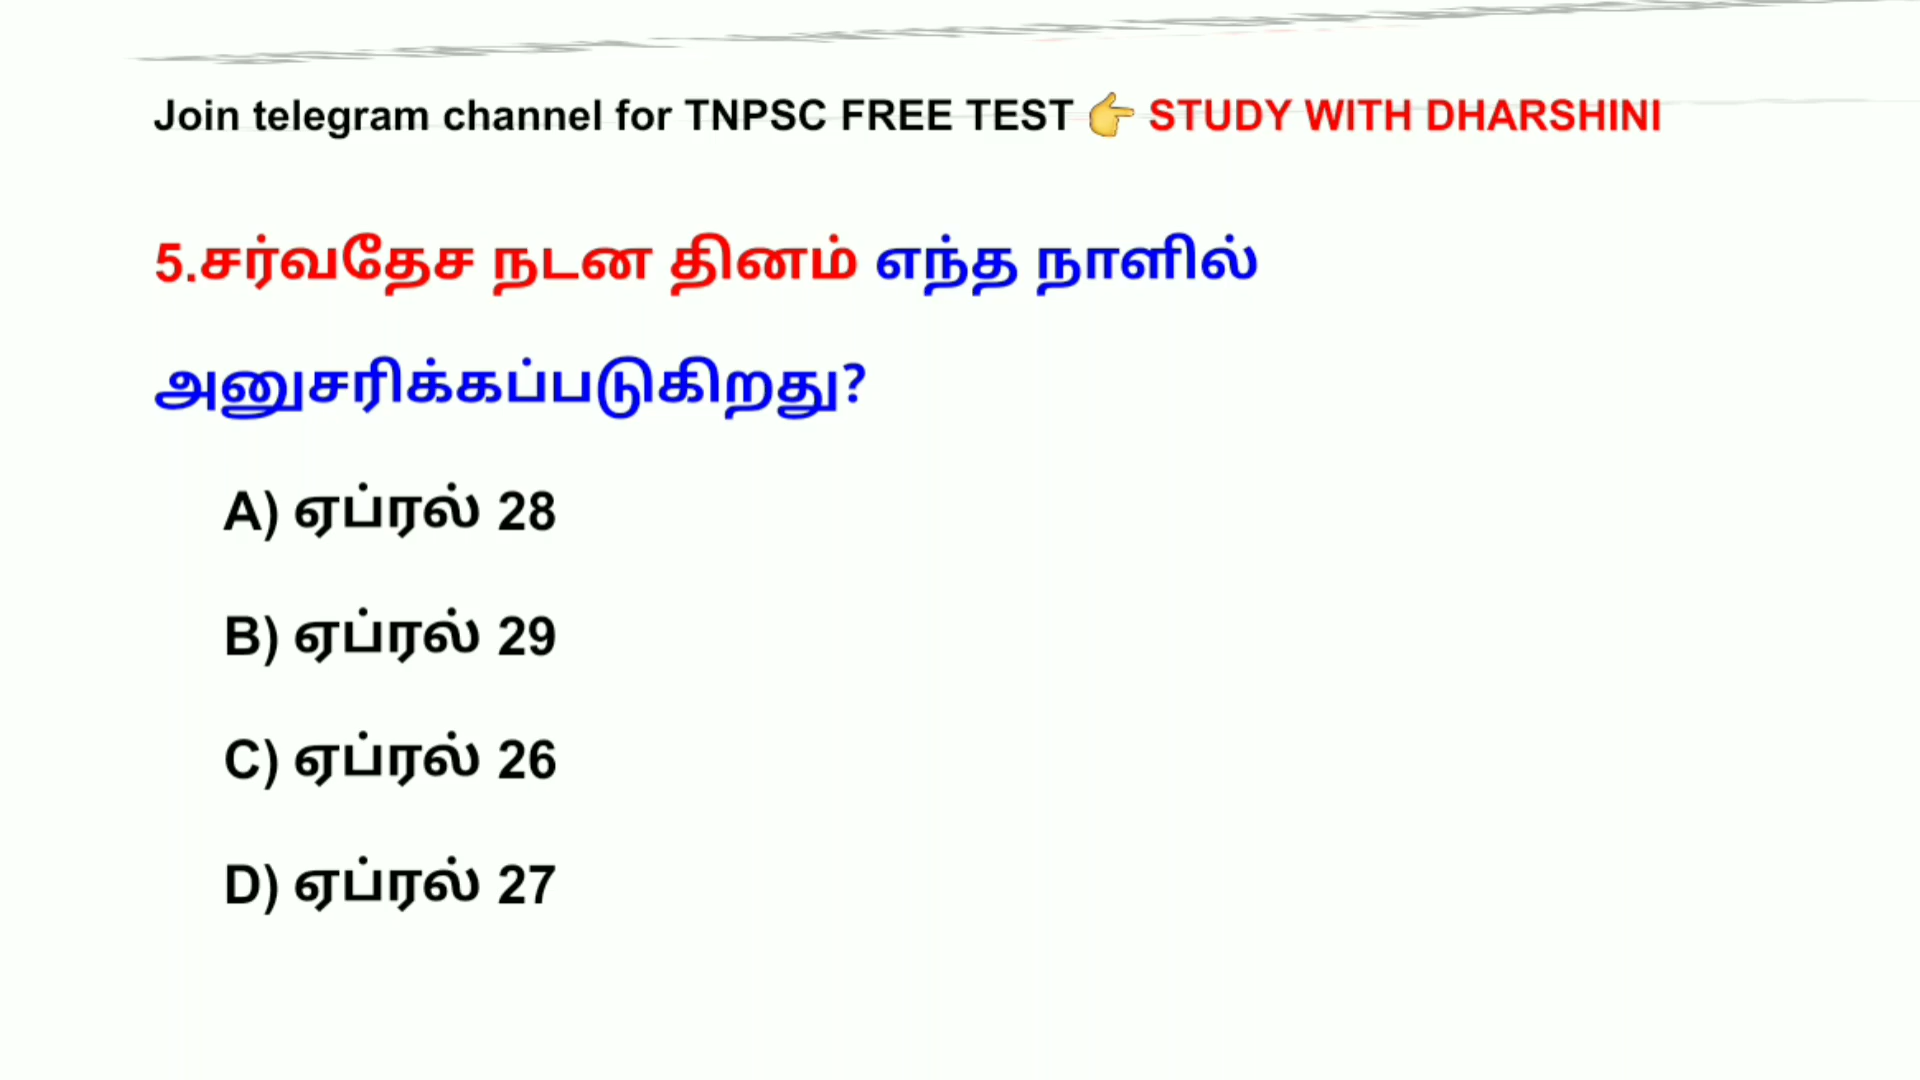 Join telegram channel for TNPSC FREE TEST 👉 STUDY WITH DHARSHINI
5.சர்வதேச நடன தினம் எந்த நாளில்
அனுசரிக்கப்படுகிறது?
A) ஏப்ரல் 28
B) ஏப்ரல் 29
C) ஏப்ரல் 26
D) ஏப்ரல் 27